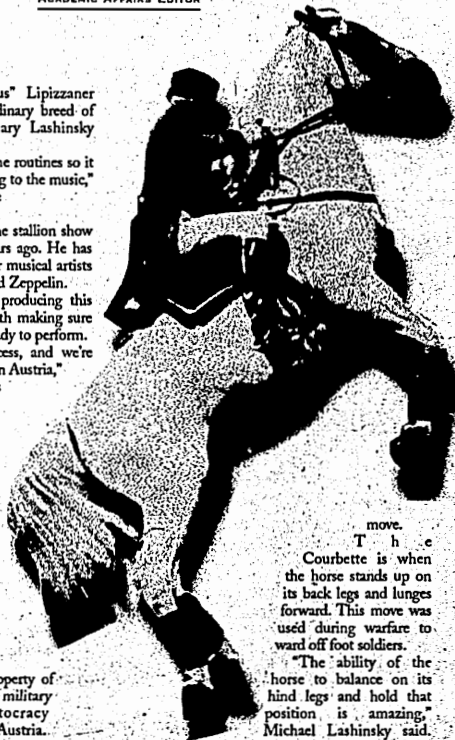 ACADEMIC AFFAIRS EDITOR
us" Lipizzaner
dinary breed of
ary Lashinsky
he routines so it
g to the music,"
he stallion show
ars ago. He has
r musical artists
d Zeppelin.
producing this
th making sure
dy to perform.
cess, and we're
n Austria,"
operty of
military
tocracy
Austria.
move.
The
Courbette is when
the horse stands up on
its back legs and lunges
forward. This move was
used during warfare to
ward off foot soldiers.
"The ability of the
horse to balance on its
hind legs and hold that
position is amazing,"
Michael Lashinsky said.